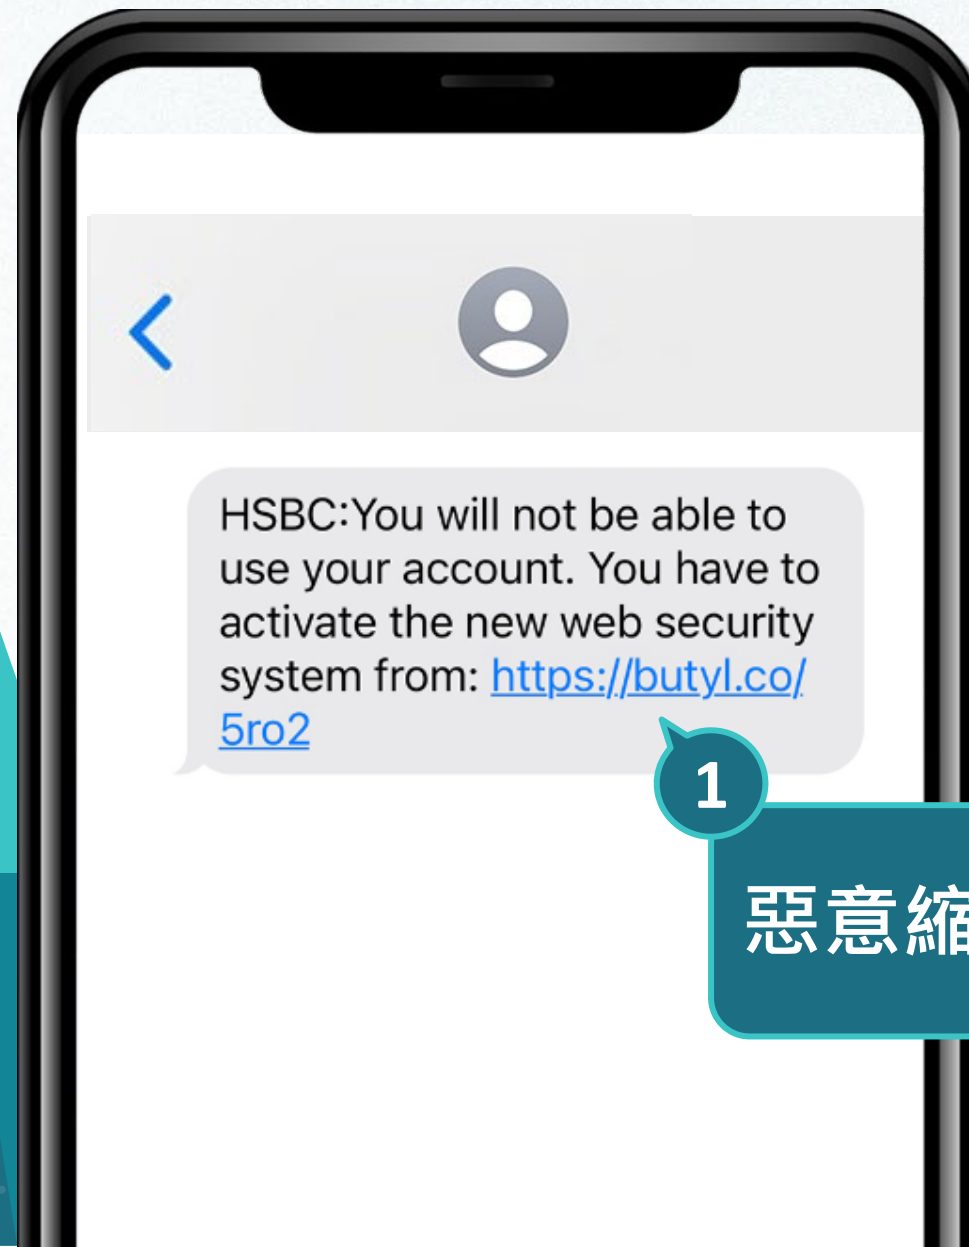 HSBC:You will not be able to
use your account. You have to
activate the new web security
system from: https://butyl.co/
5ro2
1
惡意縮